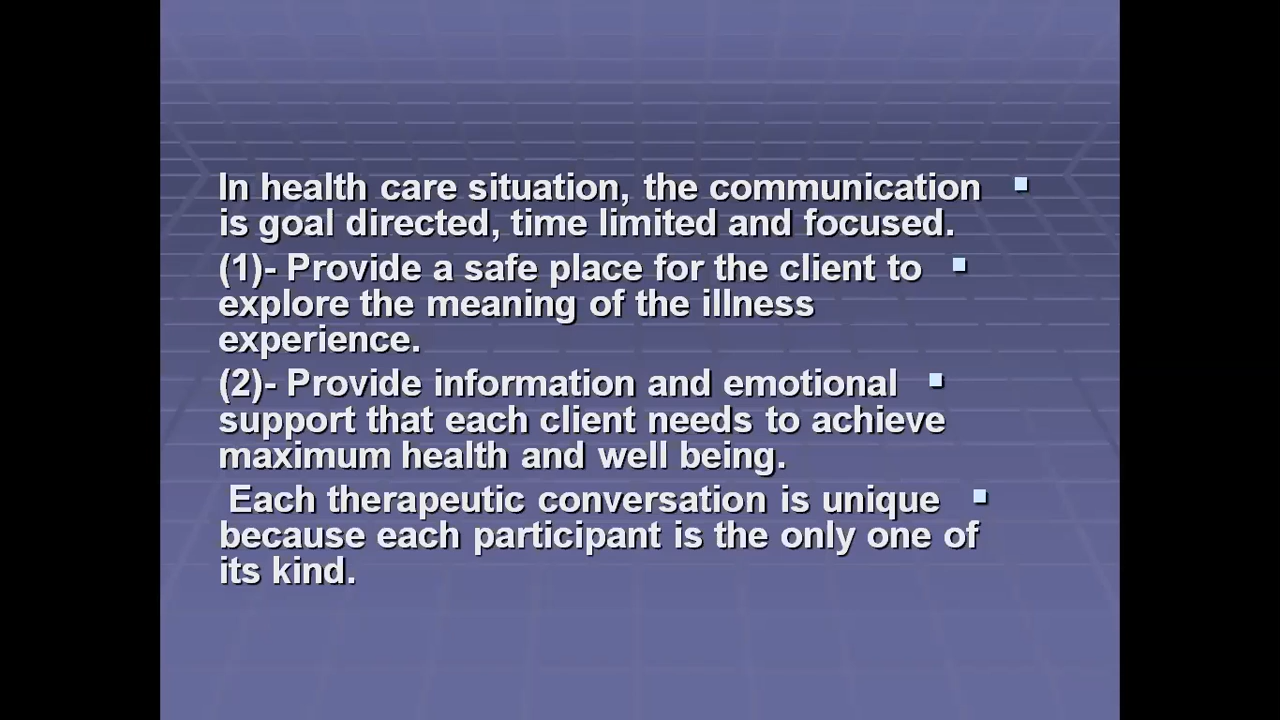 In health care situation, the communication
is goal directed, time limited and focused.
(1)- Provide a safe place for the client to
explore the meaning of the illness
experience.
(2)- Provide information and emotional
support that each client needs to achieve
maximum health and well being.
Each therapeutic conversation is unique
because each participant is the only one of
its kind.